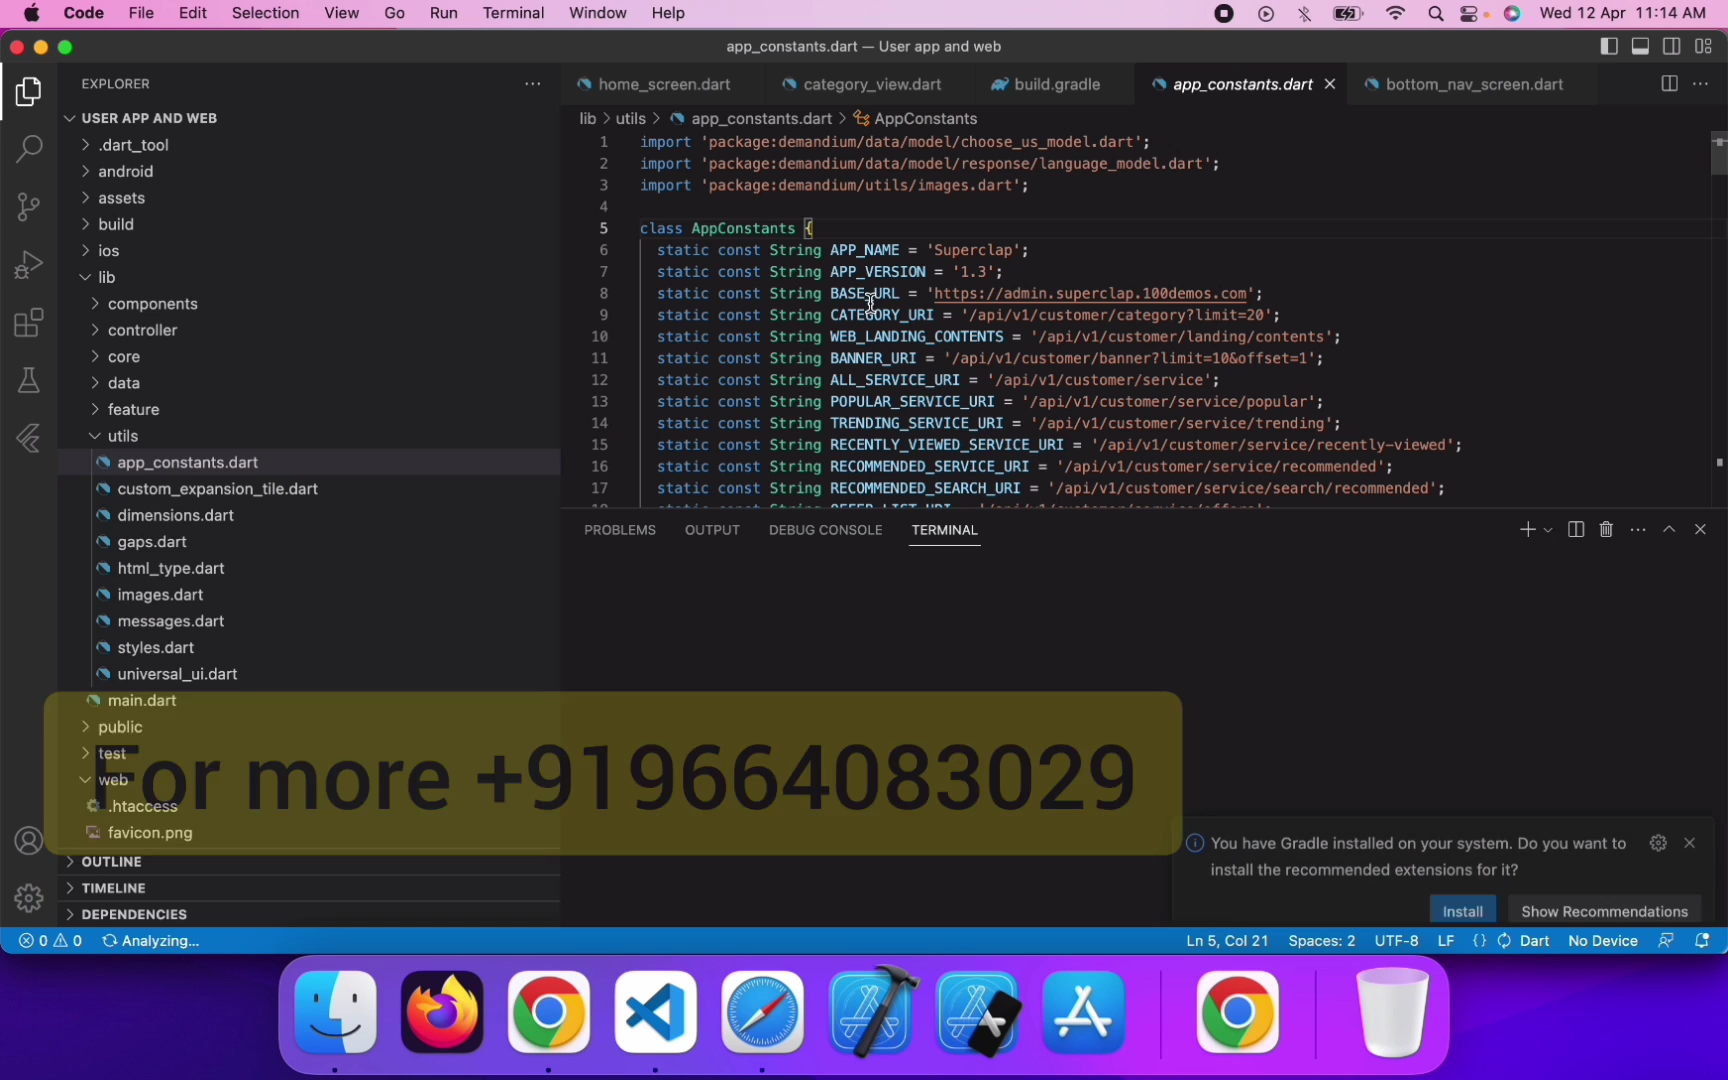 Code File Edit Selection View Go Run Terminal Window Help Wed 12 Apr 11:14 AM
app_constants.dart — User app and web
EXPLORER
home_screen.dart category_view.dart build.gradle app_constants.dart bottom_nav_screen.dart
USER APP AND WEB
.dart_tool
android
assets
build
ios
lib
components
controller
core
data
feature
utils
app_constants.dart
custom_expansion_tile.dart
dimensions.dart
gaps.dart
html_type.dart
images.dart
messages.dart
styles.dart
universal_ui.dart
main.dart
public
test
web
.htaccess
favicon.png
OUTLINE
TIMELINE
DEPENDENCIES
lib > utils > app_constants.dart > AppConstants
1 import 'package:demandium/data/model/choose_us_model.dart';
2 import 'package:demandium/data/model/response/language_model.dart';
3 import 'package:demandium/utils/images.dart';
4
5 class AppConstants {
6 static const String APP_NAME = 'Superclap';
7 static const String APP_VERSION = '1.3';
8 static const String BASE_URL = 'https://admin.superclap.100demos.com';
9 static const String CATEGORY_URI = '/api/v1/customer/category?limit=20';
10 static const String WEB_LANDING_CONTENTS = '/api/v1/customer/landing/contents';
11 static const String BANNER_URI = '/api/v1/customer/banner?limit=10&offset=1';
12 static const String ALL_SERVICE_URI = '/api/v1/customer/service';
13 static const String POPULAR_SERVICE_URI = '/api/v1/customer/service/popular';
14 static const String TRENDING_SERVICE_URI = '/api/v1/customer/service/trending';
15 static const String RECENTLY_VIEWED_SERVICE_URI = '/api/v1/customer/service/recently-viewed';
16 static const String RECOMMENDED_SERVICE_URI = '/api/v1/customer/service/recommended';
17 static const String RECOMMENDED_SEARCH_URI = '/api/v1/customer/service/search/recommended';
PROBLEMS OUTPUT DEBUG CONSOLE TERMINAL
For more +919664083029
You have Gradle installed on your system. Do you want to
install the recommended extensions for it?
Install Show Recommendations
0 0 Analyzing... Ln 5, Col 21 Spaces: 2 UTF-8 LF {} Dart No Device